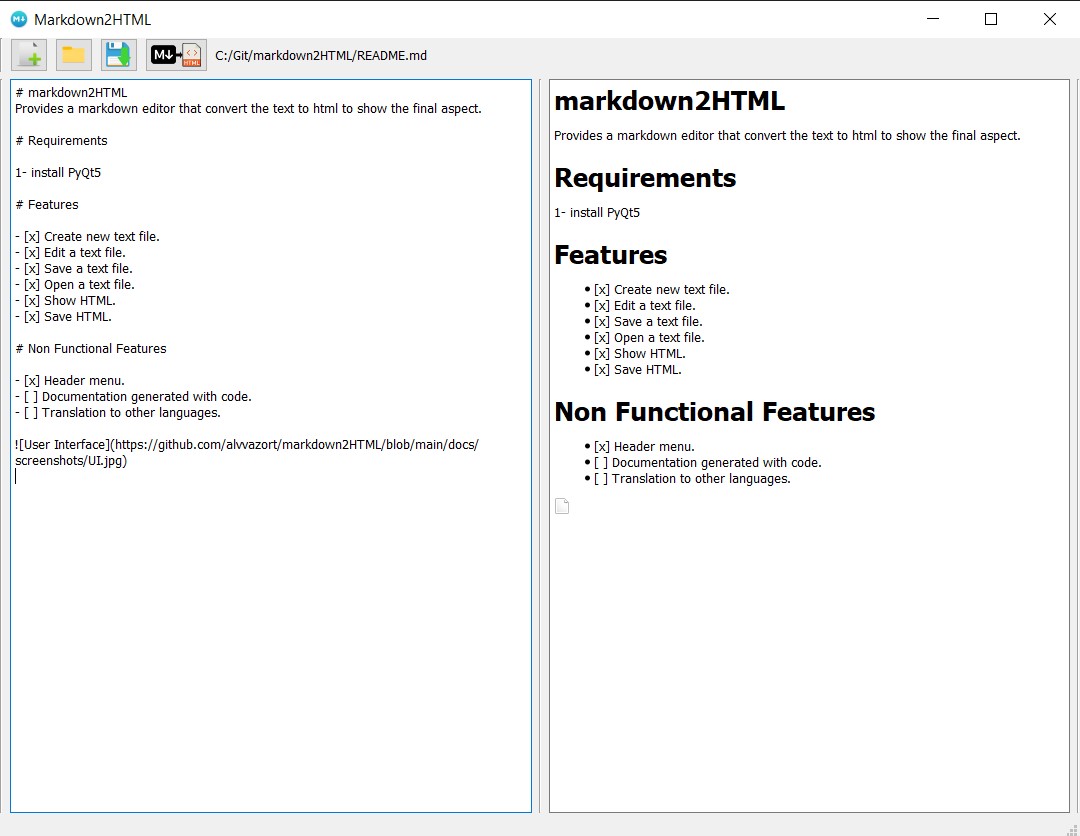 Markdown2HTML
M↓ HTML C:/Git/markdown2HTML/README.md
# markdown2HTML
Provides a markdown editor that convert the text to html to show the final aspect.
# Requirements
1- install PyQt5
# Features
- [x] Create new text file.
- [x] Edit a text file.
- [x] Save a text file.
- [x] Open a text file.
- [x] Show HTML.
- [x] Save HTML.
# Non Functional Features
- [x] Header menu.
- [ ] Documentation generated with code.
- [ ] Translation to other languages.
![User Interface](https://github.com/alvvazort/markdown2HTML/blob/main/docs/
screenshots/UI.jpg)
markdown2HTML
Provides a markdown editor that convert the text to html to show the final aspect.
Requirements
1- install PyQt5
Features
• [x] Create new text file.
• [x] Edit a text file.
• [x] Save a text file.
• [x] Open a text file.
• [x] Show HTML.
• [x] Save HTML.
Non Functional Features
• [x] Header menu.
• [ ] Documentation generated with code.
• [ ] Translation to other languages.